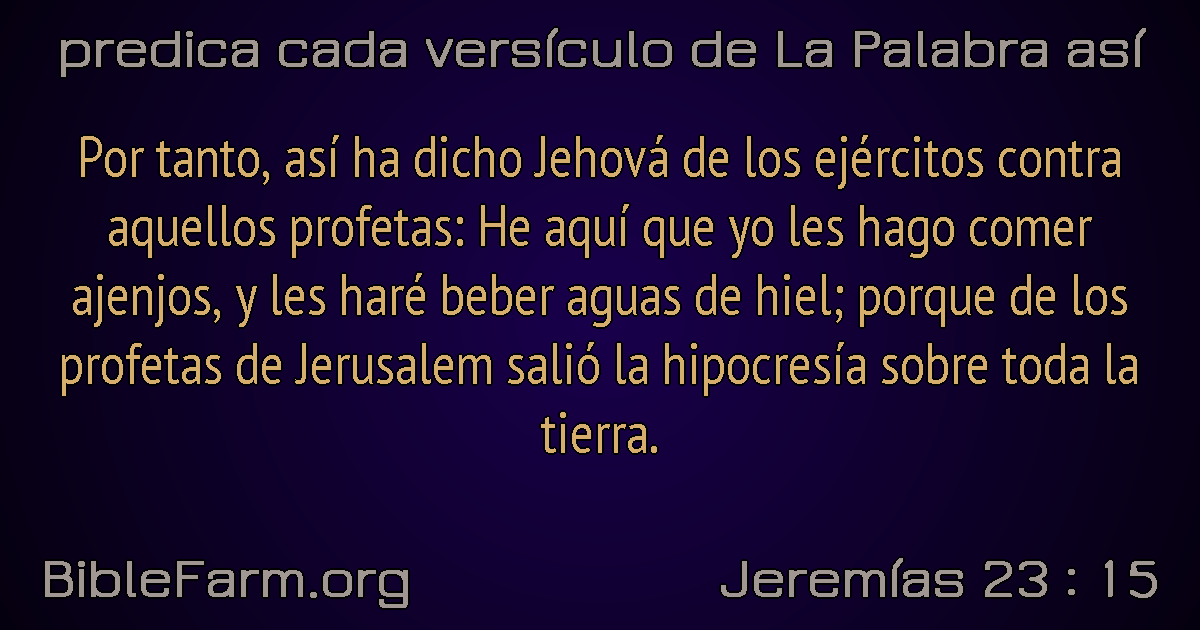 predica cada versículo de La Palabra así
Por tanto, así ha dicho Jehová de los ejércitos contra
aquellos profetas: He aquí que yo les hago comer
ajenjos, y les haré beber aguas de hiel; porque de los
profetas de Jerusalem salió la hipocresía sobre toda la
tierra.
BibleFarm.org
Jeremías 23 : 15